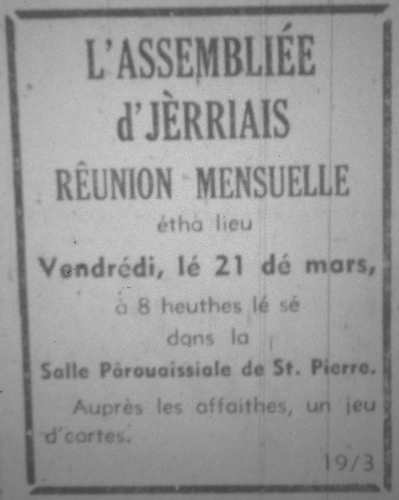 L'ASSEMBLIÉE
d'JÈRRIAIS
RÊUNION MENSUELLE
étha lieu
Vendrédi, lé 21 dé mars,
à 8 heuthes lé sé
dans la
Salle Pârouaissiale de St. Pierre.
Auprès les affaithes, un jeu
d'cartes.
19/3